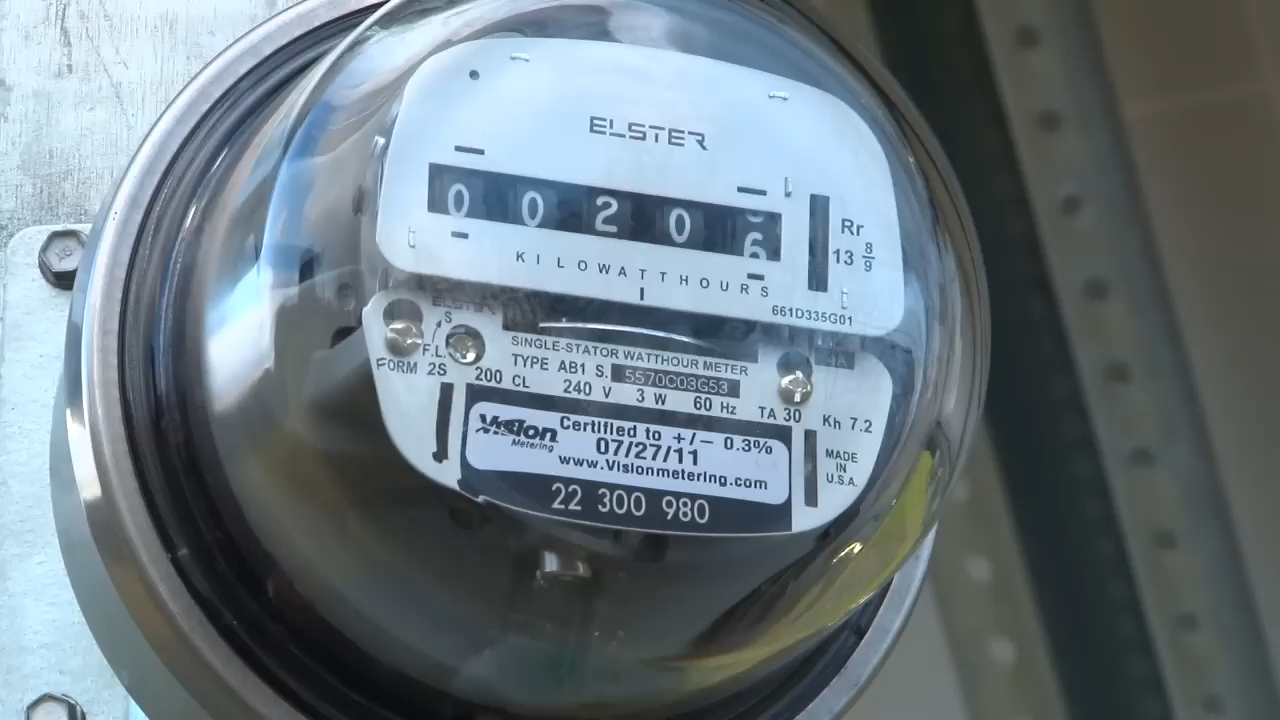 ELSTER
0 0 2 0 6
Rr
13 8/9
KILOWATTHOURS
661D335G01
ELSTER
S
F.L.
SINGLE-STATOR WATTHOUR METER
FORM 2S
TYPE AB1 S. 5570C03G53
200 CL 240 V 3 W 60 Hz TA 30 Kh 7.2
Vision
Metering
Certified to +/- 0.3%
07/27/11
www.Visionmetering.com
MADE
IN
U.S.A.
22 300 980